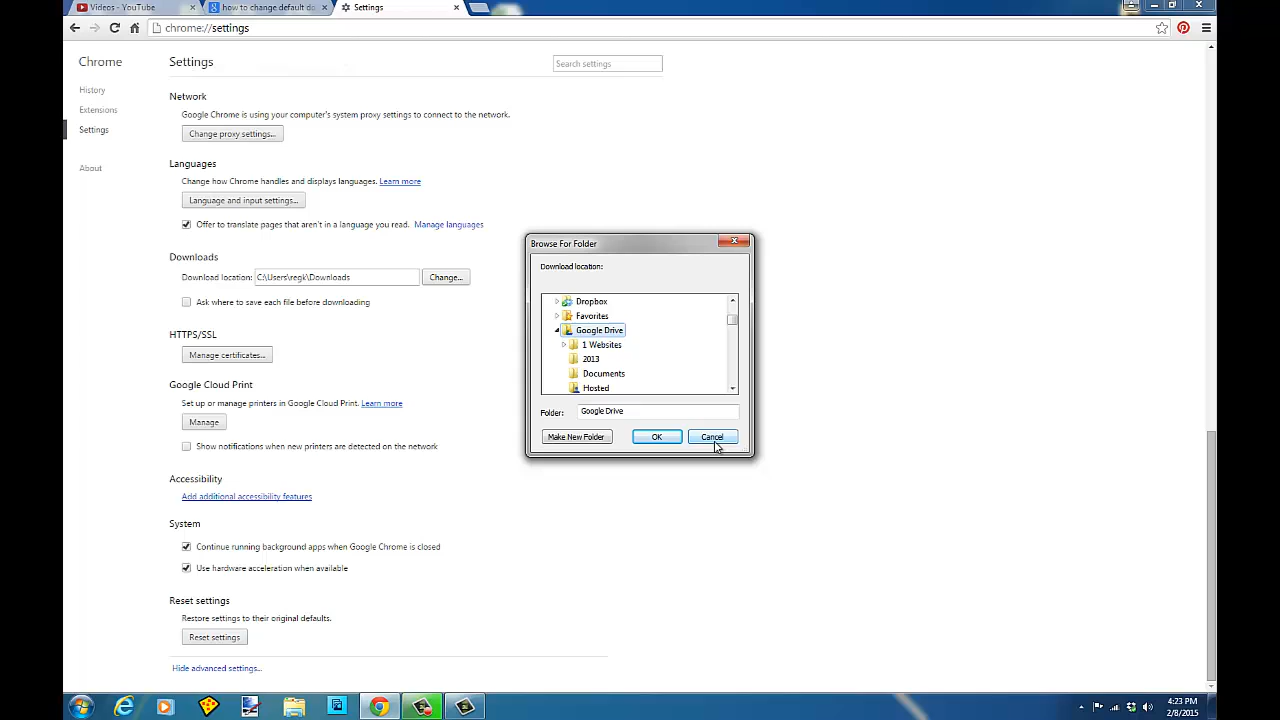 Videos - YouTube
how to change default do
Settings
chrome://settings
Chrome
Settings
Search settings
History
Extensions
Settings
About
Network
Google Chrome is using your computer's system proxy settings to connect to the network.
Change proxy settings...
Languages
Change how Chrome handles and displays languages. Learn more
Language and input settings...
Offer to translate pages that aren't in a language you read. Manage languages
Downloads
Download location: C:\Users\regk\Downloads Change...
Ask where to save each file before downloading
HTTPS/SSL
Manage certificates...
Google Cloud Print
Set up or manage printers in Google Cloud Print. Learn more
Manage
Show notifications when new printers are detected on the network
Accessibility
Add additional accessibility features
System
Continue running background apps when Google Chrome is closed
Use hardware acceleration when available
Reset settings
Restore settings to their original defaults.
Reset settings
Hide advanced settings...
Browse For Folder
Download location:
Dropbox
Favorites
Google Drive
1 Websites
2013
Documents
Hosted
Folder: Google Drive
Make New Folder OK Cancel
4:23 PM
2/8/2015